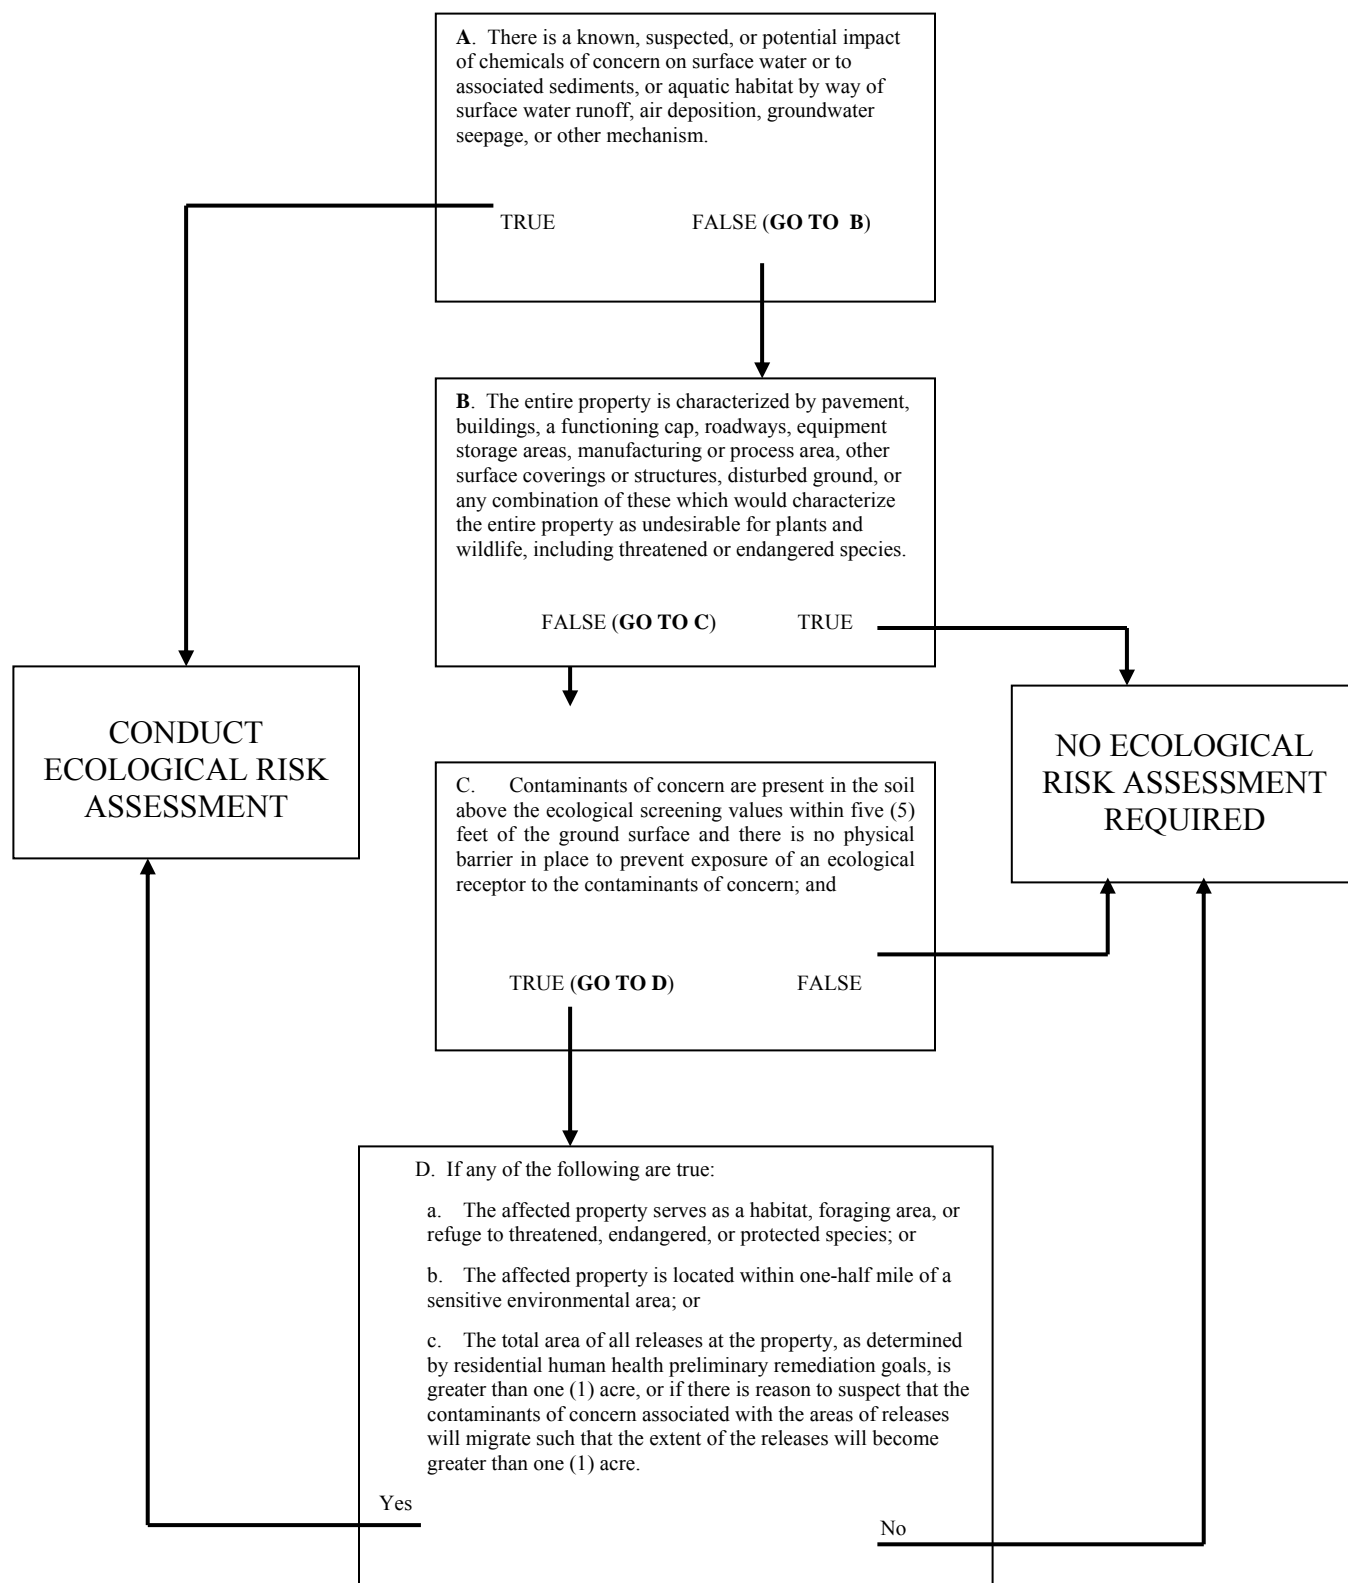 A. There is a known, suspected, or potential impact
of chemicals of concern on surface water or to
associated sediments, or aquatic habitat by way of
surface water runoff, air deposition, groundwater
seepage, or other mechanism.
TRUE
FALSE (GO TO B)
B. The entire property is characterized by pavement,
buildings, a functioning cap, roadways, equipment
storage areas, manufacturing or process area, other
surface coverings or structures, disturbed ground, or
any combination of these which would characterize
the entire property as undesirable for plants and
wildlife, including threatened or endangered species.
FALSE (GO TO C)
TRUE
CONDUCT
ECOLOGICAL RISK
ASSESSMENT
NO ECOLOGICAL
RISK ASSESSMENT
REQUIRED
C. Contaminants of concern are present in the soil
above the ecological screening values within five (5)
feet of the ground surface and there is no physical
barrier in place to prevent exposure of an ecological
receptor to the contaminants of concern; and
TRUE (GO TO D)
FALSE
D. If any of the following are true:
a. The affected property serves as a habitat, foraging area, or
refuge to threatened, endangered, or protected species; or
b. The affected property is located within one-half mile of a
sensitive environmental area; or
c. The total area of all releases at the property, as determined
by residential human health preliminary remediation goals, is
greater than one (1) acre, or if there is reason to suspect that the
contaminants of concern associated with the areas of releases
will migrate such that the extent of the releases will become
greater than one (1) acre.
Yes
No